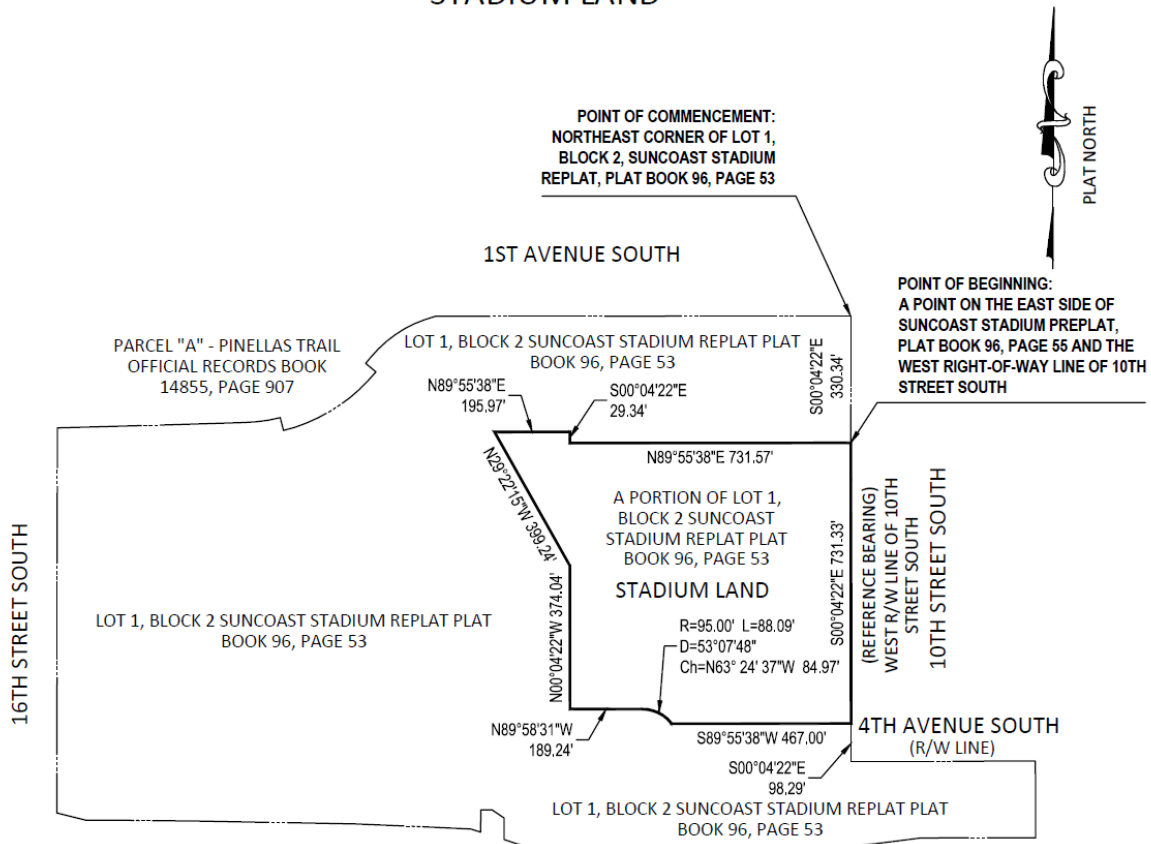 STADIUM LAND
POINT OF COMMENCEMENT:
NORTHEAST CORNER OF LOT 1,
BLOCK 2, SUNCOAST STADIUM
REPLAT, PLAT BOOK 96, PAGE 53
PLAT NORTH
1ST AVENUE SOUTH
POINT OF BEGINNING:
A POINT ON THE EAST SIDE OF
SUNCOAST STADIUM PREPLAT,
PLAT BOOK 96, PAGE 55 AND THE
WEST RIGHT-OF-WAY LINE OF 10TH
STREET SOUTH
PARCEL "A" - PINELLAS TRAIL
OFFICIAL RECORDS BOOK
14855, PAGE 907
LOT 1, BLOCK 2 SUNCOAST STADIUM REPLAT PLAT
BOOK 96, PAGE 53
S00°04'22"E
330.34'
N89°55'38"E
195.97'
S00°04'22"E
29.34'
N89°55'38"E 731.57'
N29°22'15"W 399.24'
A PORTION OF LOT 1,
BLOCK 2 SUNCOAST
STADIUM REPLAT PLAT
BOOK 96, PAGE 53
STADIUM LAND
S00°04'22"E 731.33'
(REFERENCE BEARING)
WEST R/W LINE OF 10TH
STREET SOUTH
10TH STREET SOUTH
16TH STREET SOUTH
LOT 1, BLOCK 2 SUNCOAST STADIUM REPLAT PLAT
BOOK 96, PAGE 53
N00°04'22"W 374.04'
R=95.00' L=88.09'
D=53°07'48"
Ch=N63° 24' 37"W 84.97'
N89°58'31"W
189.24'
S89°55'38"W 467.00'
4TH AVENUE SOUTH
(R/W LINE)
S00°04'22"E
98.29'
LOT 1, BLOCK 2 SUNCOAST STADIUM REPLAT PLAT
BOOK 96, PAGE 53